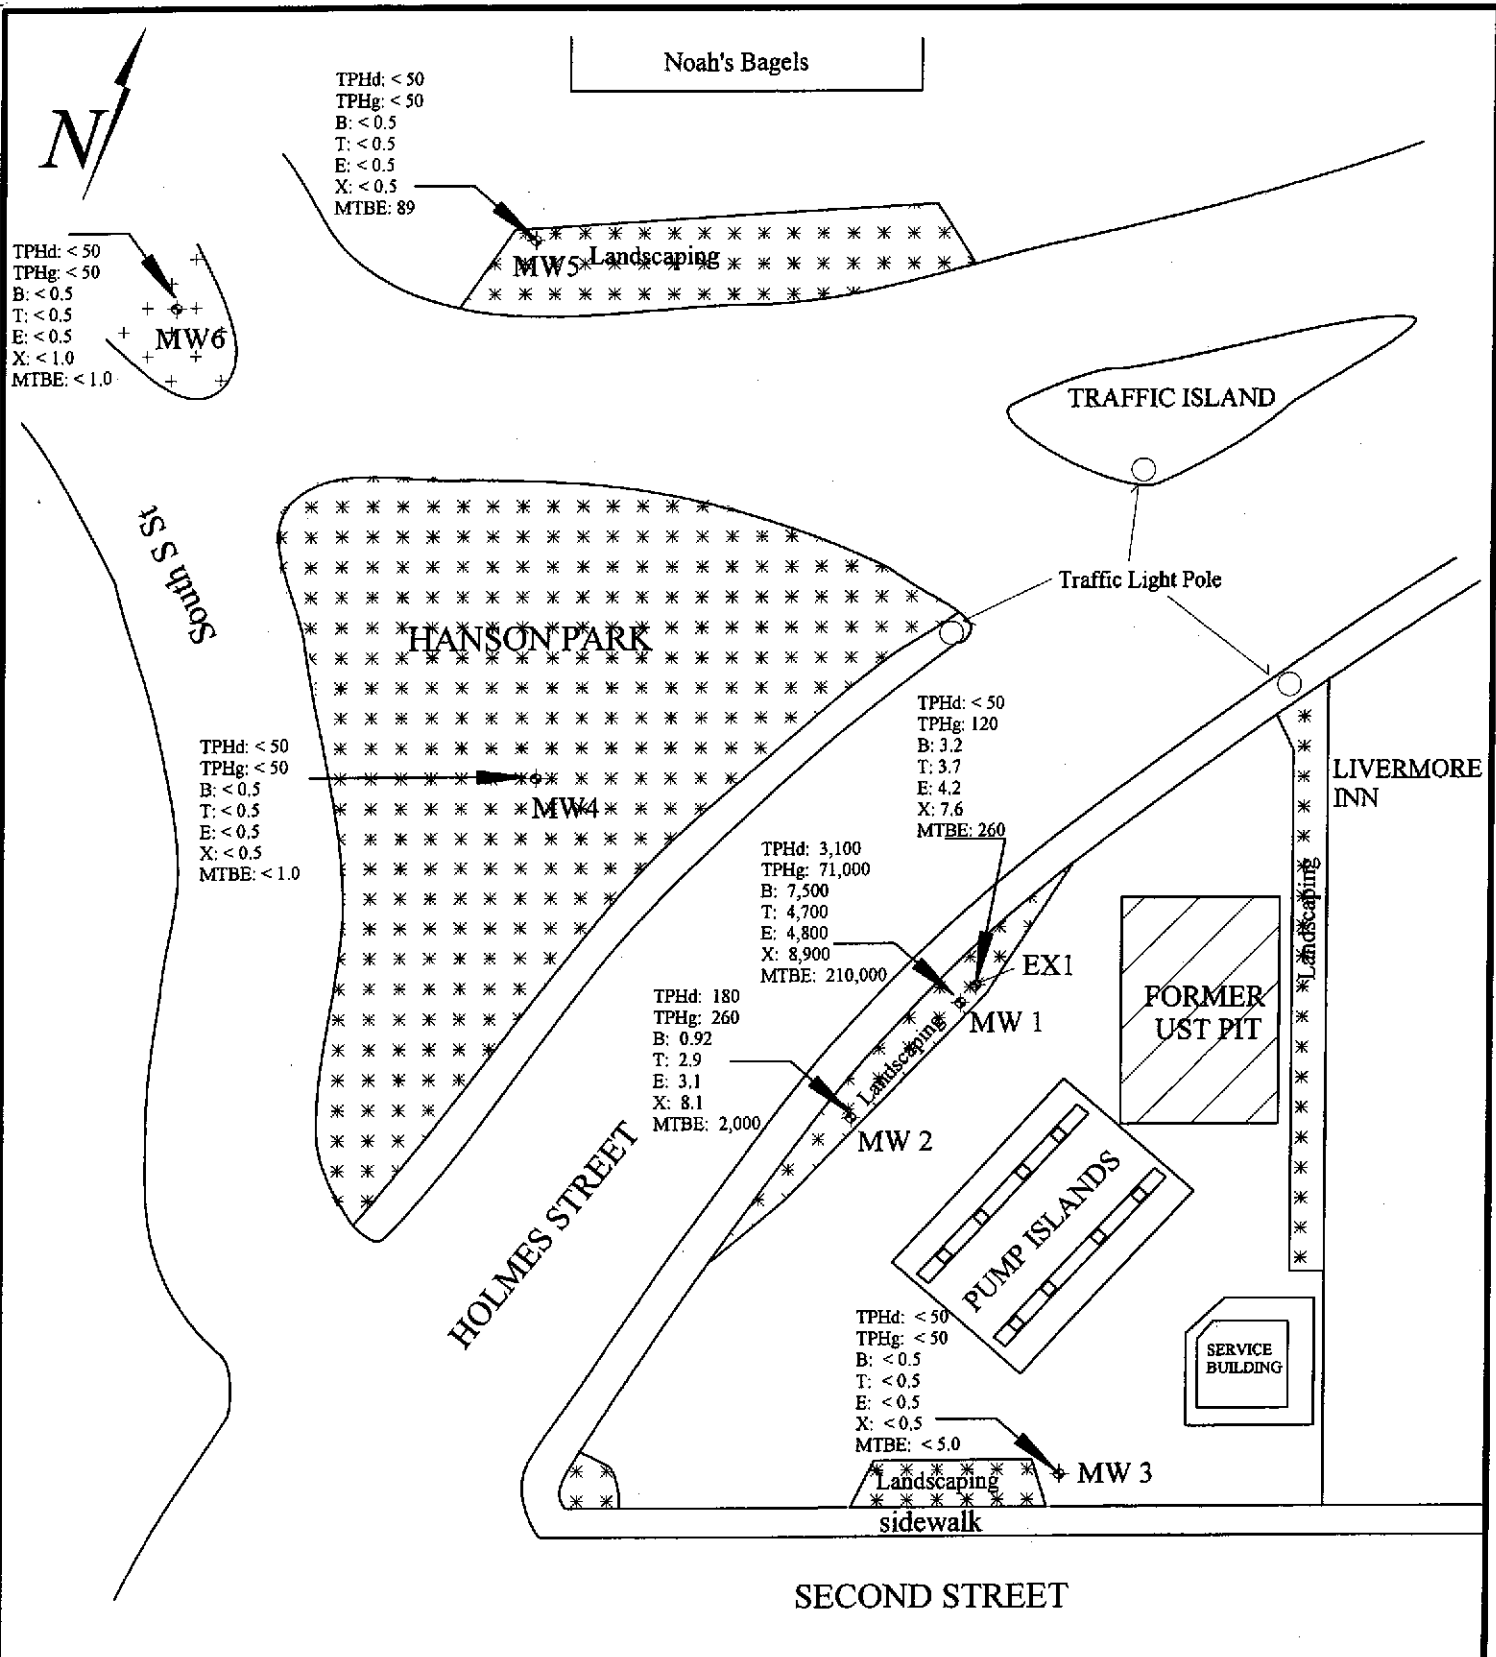 Noah's Bagels
N
TPHd: < 50
TPHg: < 50
B: < 0.5
T: < 0.5
E: < 0.5
X: < 0.5
MTBE: 89
MW5
Landscaping
TPHd: < 50
TPHg: < 50
B: < 0.5
T: < 0.5
E: < 0.5
X: < 1.0
MTBE: < 1.0
MW6
TRAFFIC ISLAND
South S St
Traffic Light Pole
HANSON PARK
TPHd: < 50
TPHg: < 50
B: < 0.5
T: < 0.5
E: < 0.5
X: < 0.5
MTBE: < 1.0
MW4
TPHd: < 50
TPHg: 120
B: 3.2
T: 3.7
E: 4.2
X: 7.6
MTBE: 260
EX1
LIVERMORE
INN
Landscaping
TPHd: 3,100
TPHg: 71,000
B: 7,500
T: 4,700
E: 4,800
X: 8,900
MTBE: 210,000
MW 1
FORMER
UST PIT
Landscaping
TPHd: 180
TPHg: 260
B: 0.92
T: 2.9
E: 3.1
X: 8.1
MTBE: 2,000
MW 2
HOLMES STREET
PUMP ISLANDS
SERVICE
BUILDING
TPHd: < 50
TPHg: < 50
B: < 0.5
T: < 0.5
E: < 0.5
X: < 0.5
MTBE: < 5.0
MW 3
Landscaping
sidewalk
SECOND STREET